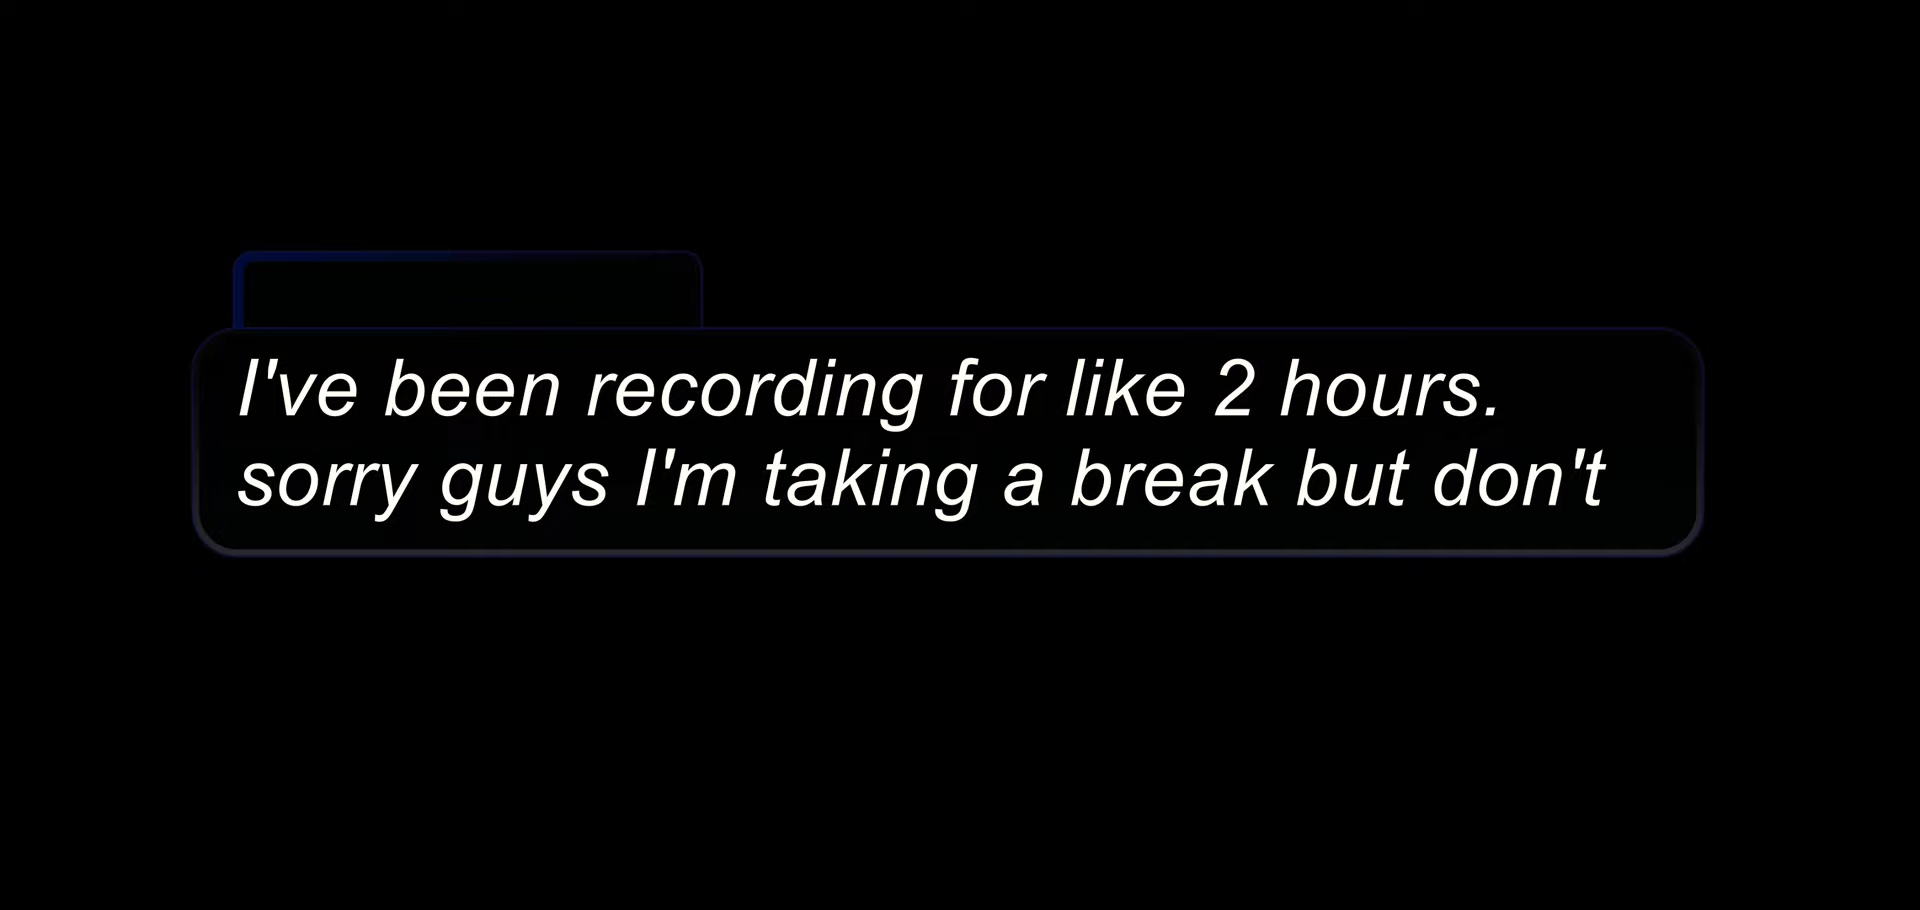 I've been recording for like 2 hours.
sorry guys I'm taking a break but don't